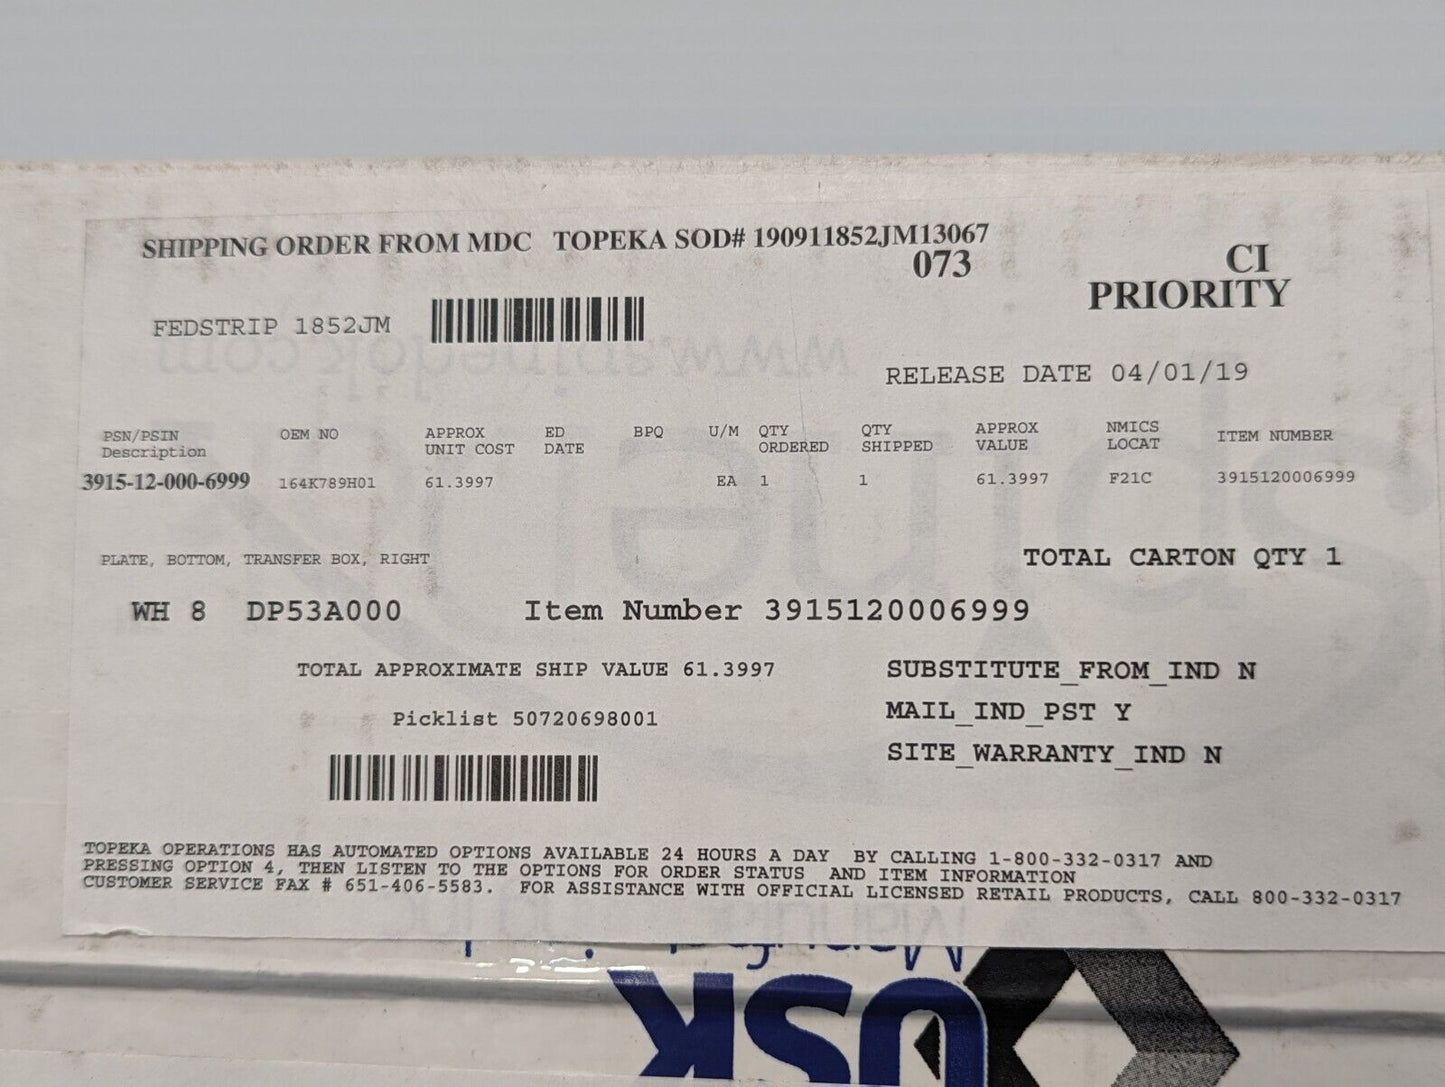 SHIPPING ORDER FROM MDC TOPEKA SOD# 190911852JM13067
073
CI
PRIORITY
FEDSTRIP 1852JM
RELEASE DATE 04/01/19
PSN/PSIN OEM NO APPROX ED BPQ U/M QTY QTY APPROX NMICS ITEM NUMBER
Description UNIT COST DATE ORDERED SHIPPED VALUE LOCAT
3915-12-000-6999 164K789H01 61.3997 EA 1 1 61.3997 F21C 3915120006999
PLATE, BOTTOM, TRANSFER BOX, RIGHT
TOTAL CARTON QTY 1
WH 8 DP53A000 Item Number 3915120006999
TOTAL APPROXIMATE SHIP VALUE 61.3997
SUBSTITUTE_FROM_IND N
Picklist 50720698001
MAIL_IND_PST Y
SITE_WARRANTY_IND N
TOPEKA OPERATIONS HAS AUTOMATED OPTIONS AVAILABLE 24 HOURS A DAY BY CALLING 1-800-332-0317 AND
PRESSING OPTION 4, THEN LISTEN TO THE OPTIONS FOR ORDER STATUS AND ITEM INFORMATION
CUSTOMER SERVICE FAX # 651-406-5583. FOR ASSISTANCE WITH OFFICIAL LICENSED RETAIL PRODUCTS, CALL 800-332-0317